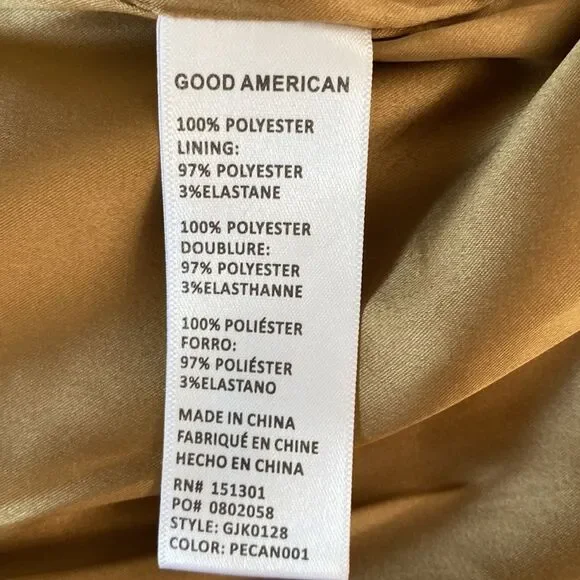 GOOD AMERICAN
100% POLYESTER
LINING:
97% POLYESTER
3%ELASTANE
100% POLYESTER
DOUBLURE:
97% POLYESTER
3%ELASTHANNE
100% POLIÉSTER
FORRO:
97% POLIÉSTER
3%ELASTANO
MADE IN CHINA
FABRIQUÉ EN CHINE
HECHO EN CHINA
RN# 151301
PO# 0802058
STYLE: GJK0128
COLOR: PECAN001